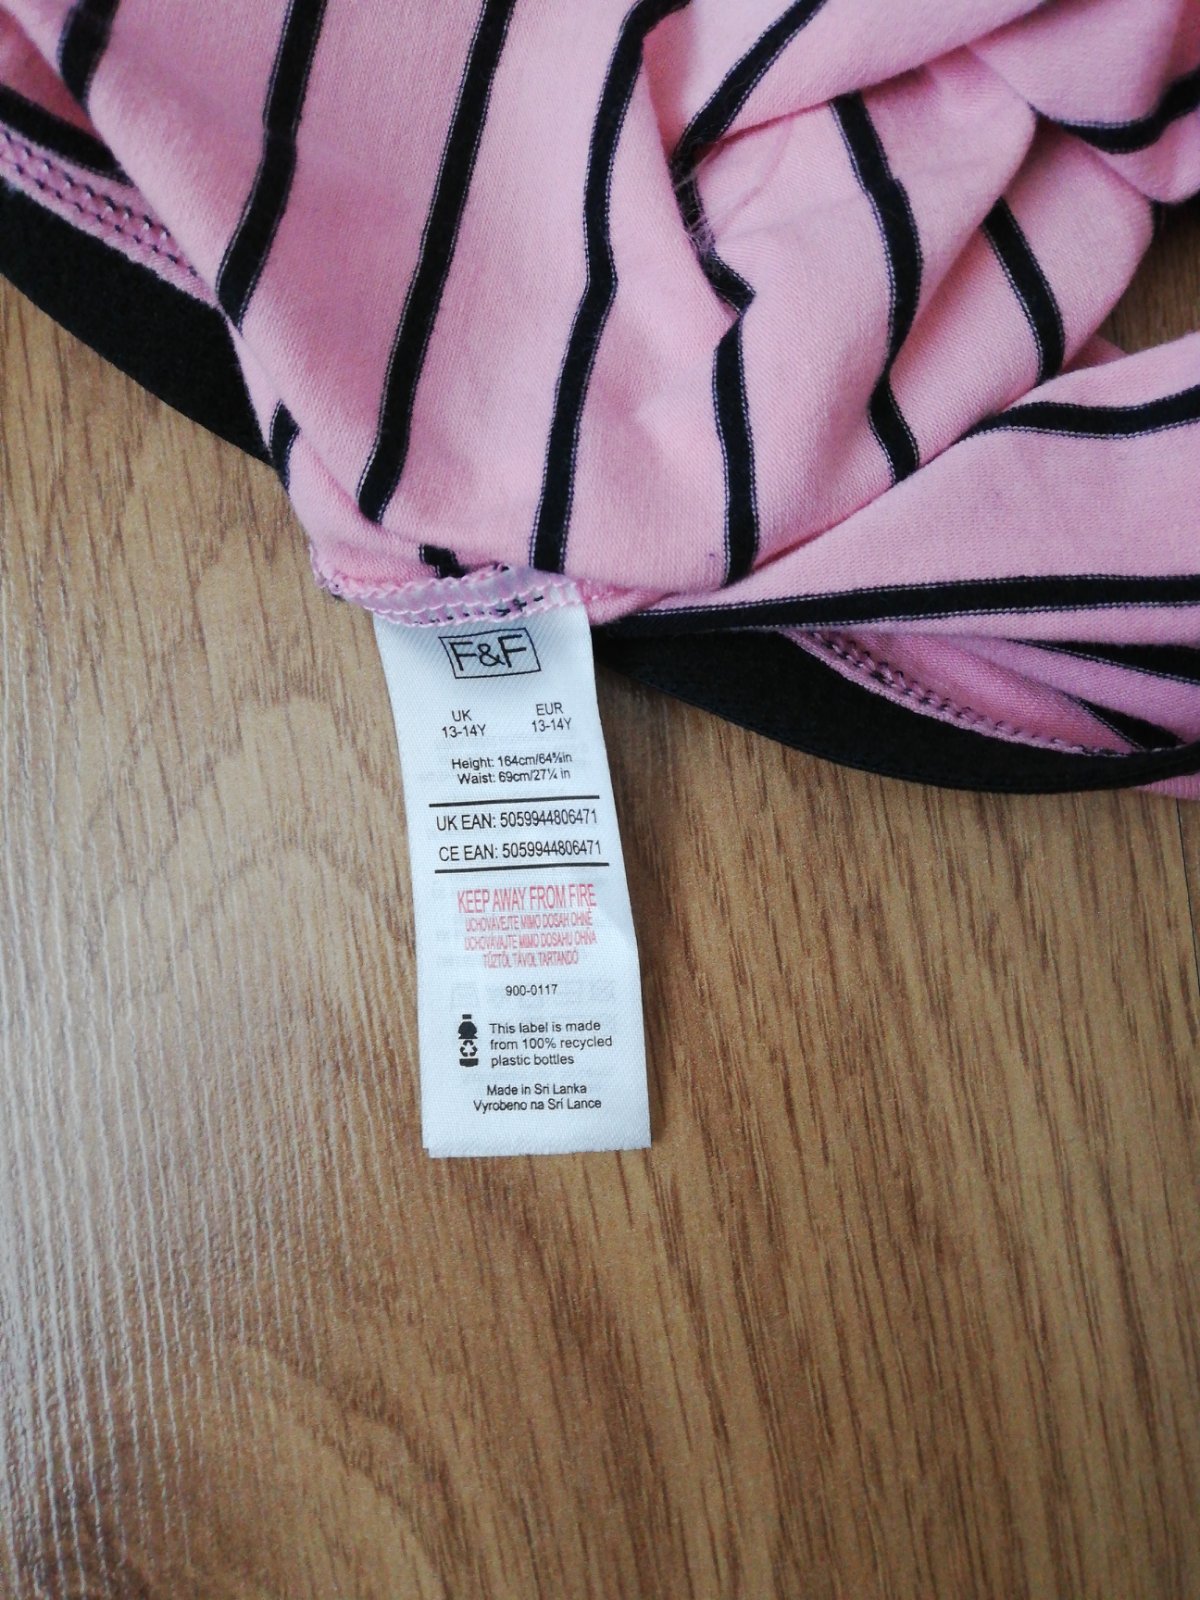 F&F
UK EUR
13-14Y 13-14Y
Height: 164cm/64⅝in
Waist: 69cm/27¼ in
UK EAN: 5059944806471
CE EAN: 5059944806471
KEEP AWAY FROM FIRE
UCHOVÁVEJTE MIMO DOSAH OHNĚ
UCHOVÁVAJTE MIMO DOSAHU OHŇA
TŰZTŐL TÁVOL TARTANDÓ
900-0117
This label is made
from 100% recycled
plastic bottles
Made in Sri Lanka
Vyrobeno na Srí Lance